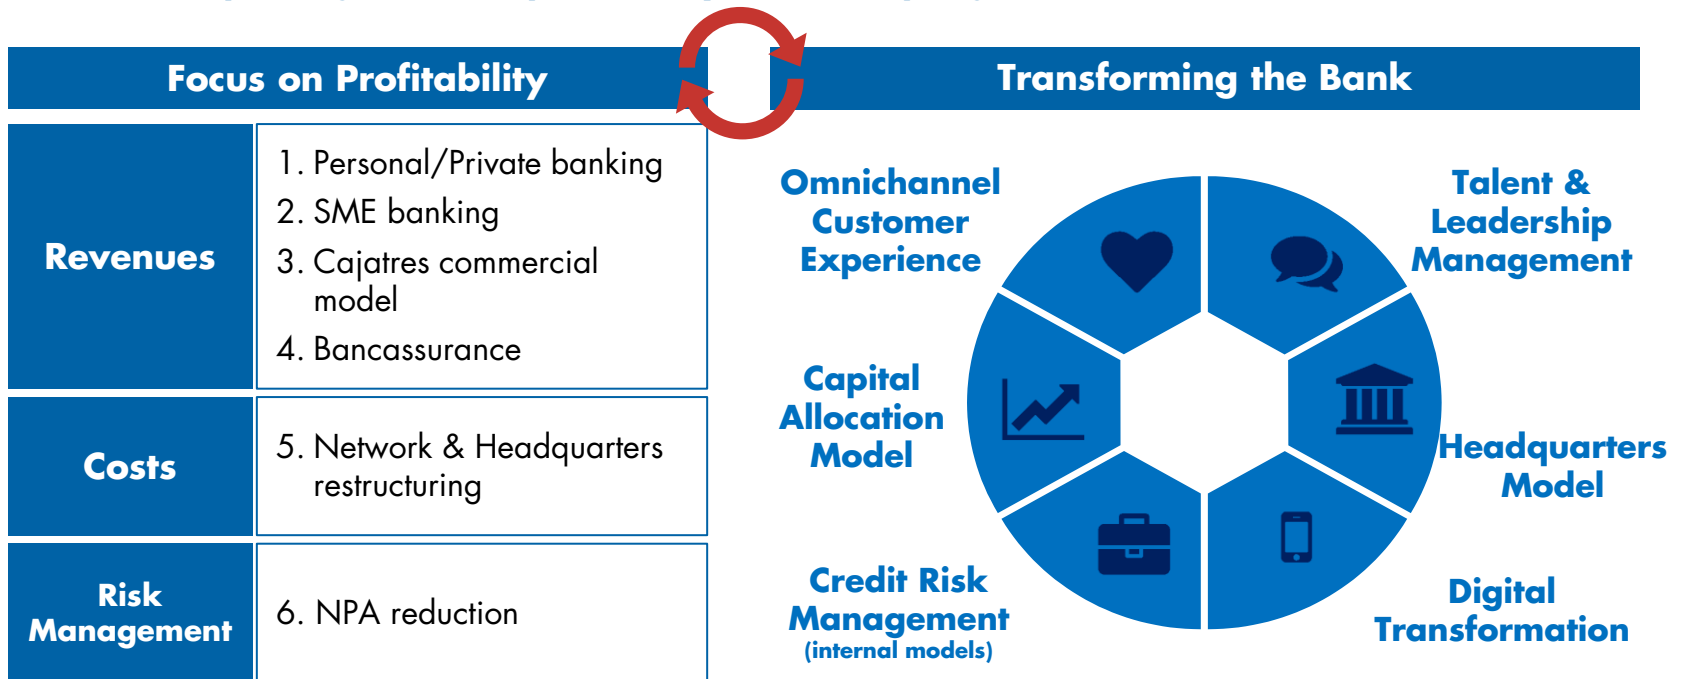 Focus on Profitability
Revenues
1. Personal/Private banking
2. SME banking
3. Cajatres commercial
model
4. Bancassurance
Costs
5. Network & Headquarters
restructuring
Risk
Management
6. NPA reduction
Transforming the Bank
Omnichannel
Customer
Experience
Talent &
Leadership
Management
Capital
Allocation
Model
Headquarters
Model
Credit Risk
Management
(internal models)
Digital
Transformation